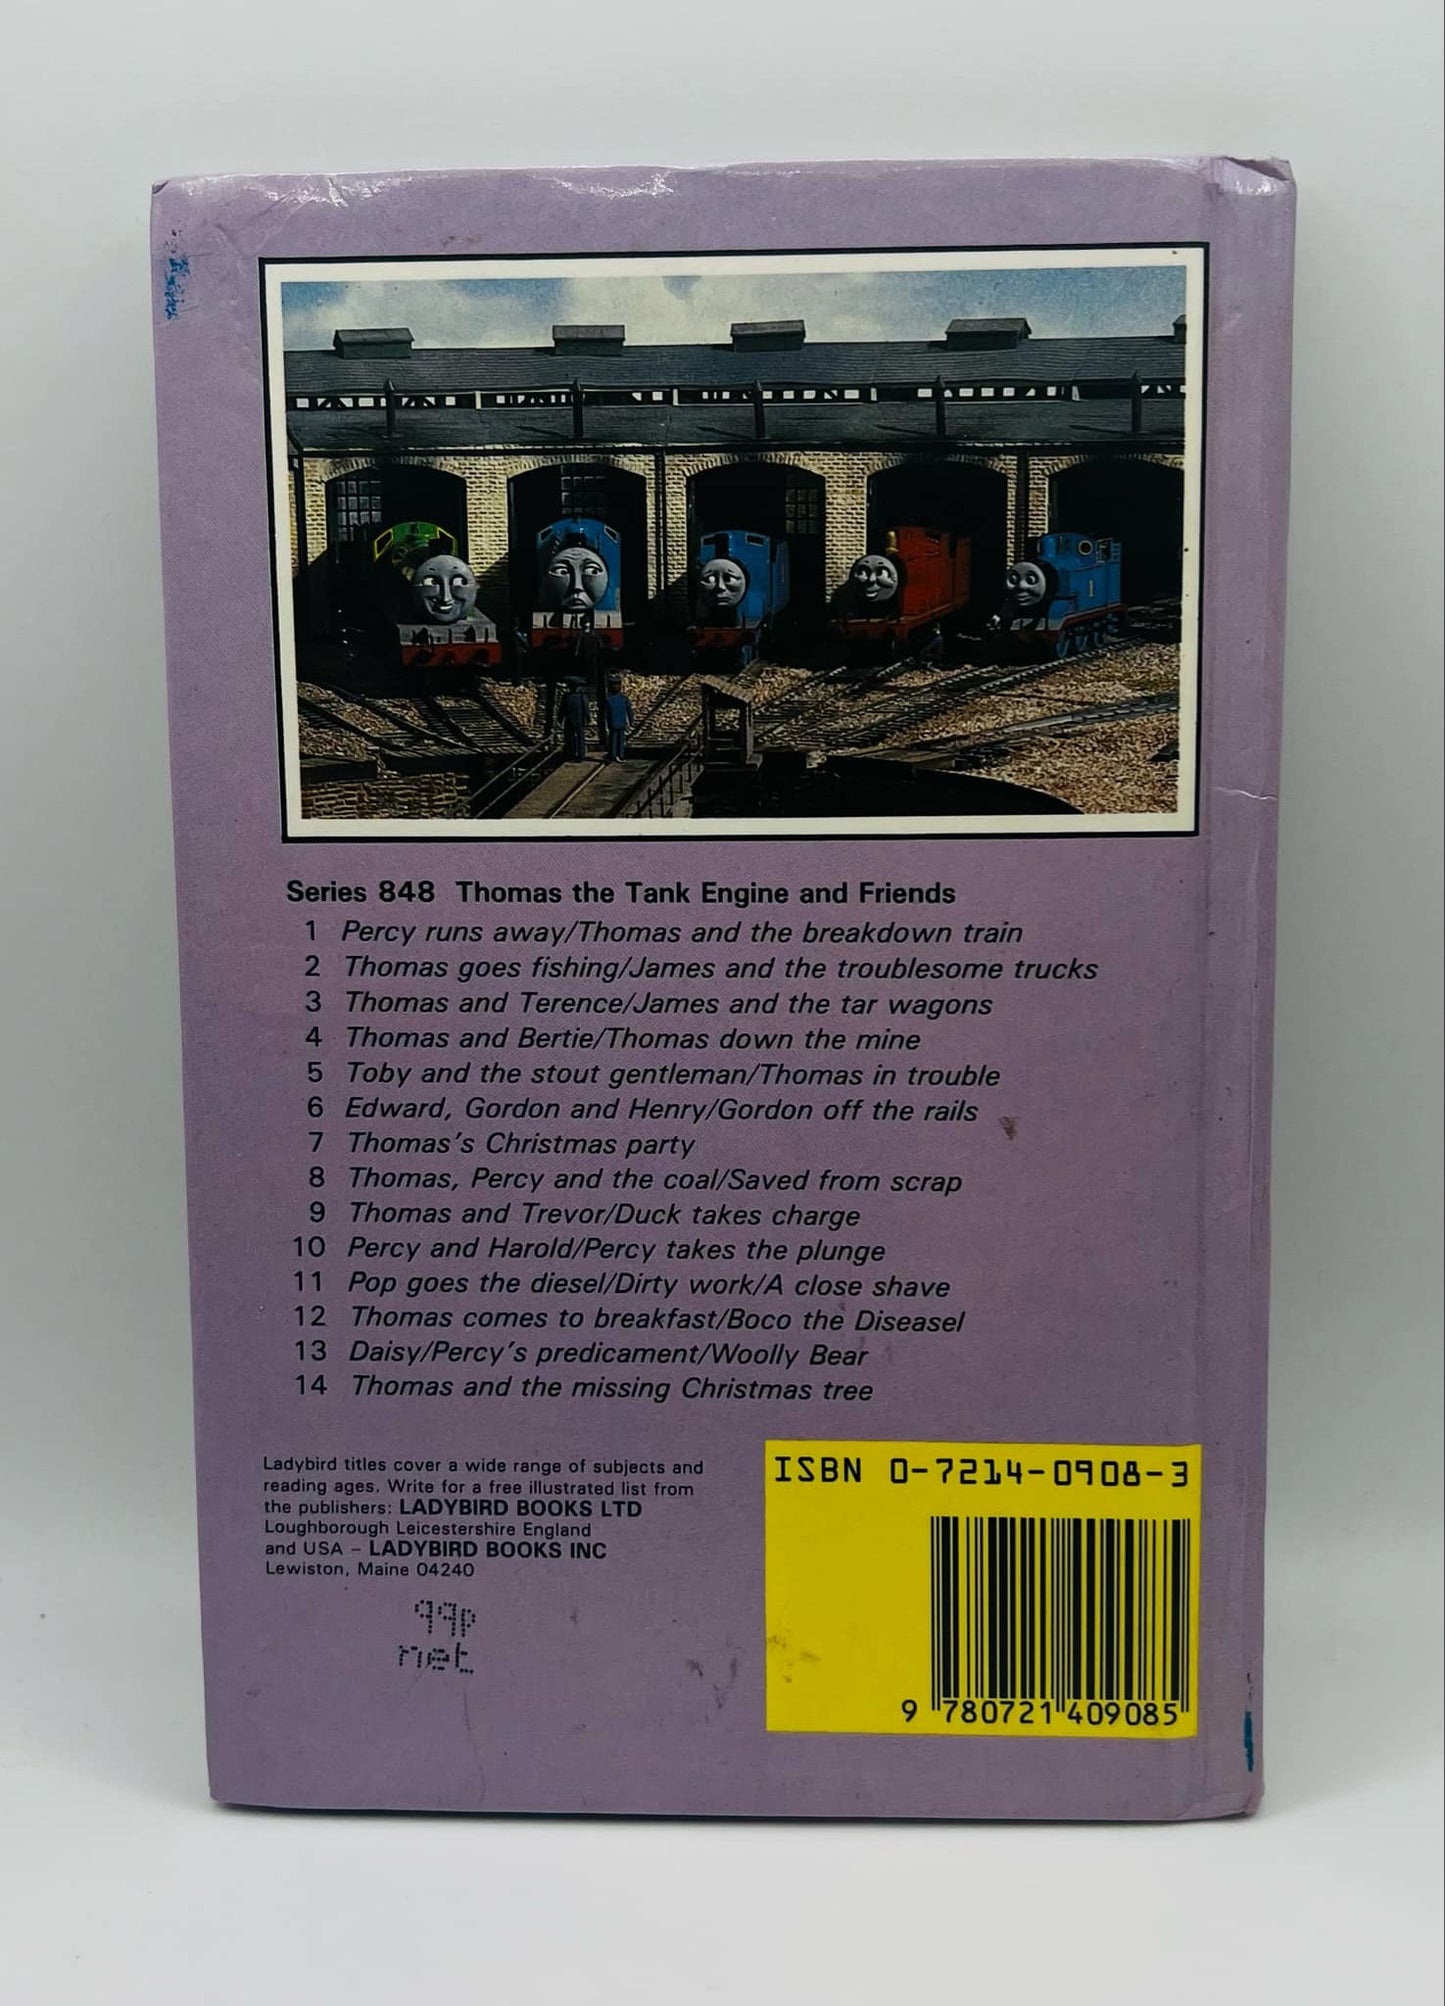 Series 848 Thomas the Tank Engine and Friends
1 Percy runs away/Thomas and the breakdown train
2 Thomas goes fishing/James and the troublesome trucks
3 Thomas and Terence/James and the tar wagons
4 Thomas and Bertie/Thomas down the mine
5 Toby and the stout gentleman/Thomas in trouble
6 Edward, Gordon and Henry/Gordon off the rails
7 Thomas's Christmas party
8 Thomas, Percy and the coal/Saved from scrap
9 Thomas and Trevor/Duck takes charge
10 Percy and Harold/Percy takes the plunge
11 Pop goes the diesel/Dirty work/A close shave
12 Thomas comes to breakfast/Boco the Diseasel
13 Daisy/Percy's predicament/Woolly Bear
14 Thomas and the missing Christmas tree
Ladybird titles cover a wide range of subjects and
reading ages. Write for a free illustrated list from
the publishers: LADYBIRD BOOKS LTD
Loughborough Leicestershire England
and USA – LADYBIRD BOOKS INC
Lewiston, Maine 04240
99p
net
ISBN 0-7214-0908-3
9 780721 409085
1